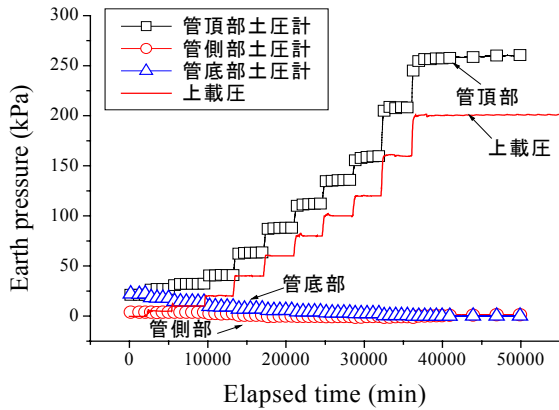 管頂部土圧計
管側部土圧計
管底部土圧計
上載圧
300
250
200
150
100
50
0
Earth pressure (kPa)
管頂部
上載圧
管底部
管側部
0
10000
20000
30000
40000
50000
Elapsed time (min)